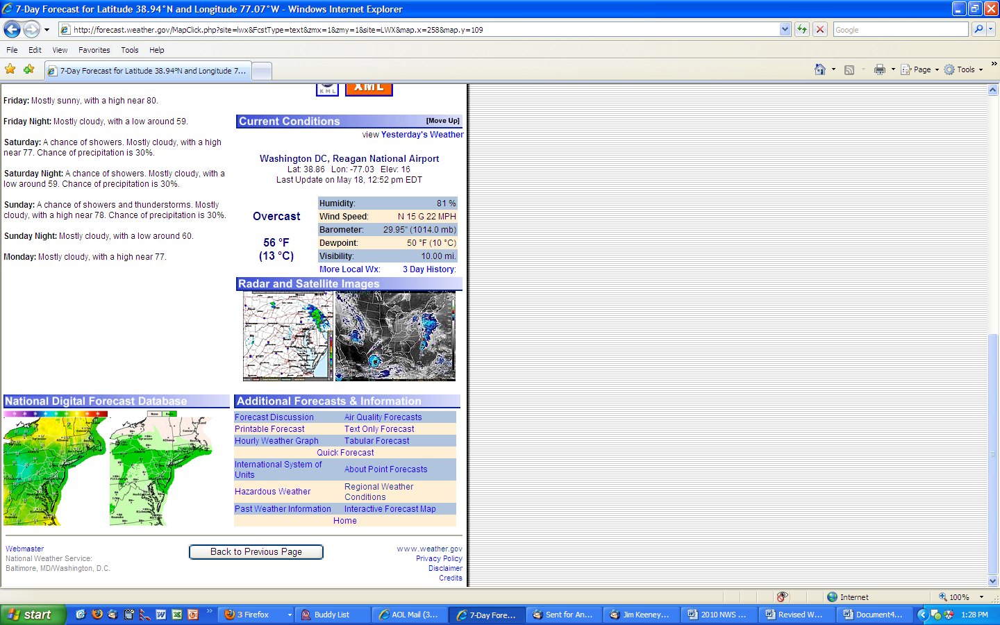 7-Day Forecast for Latitude 38.94°N and Longitude 77.07°W - Windows Internet Explorer
http://forecast.weather.gov/MapClick.php?site=lwx&FcstType=text&zmx=1&zmy=1&site=LWX&map.x=258&map.y=109
Google
File Edit View Favorites Tools Help
7-Day Forecast for Latitude 38.94°N and Longitude 7...
Page Tools
KML XML
Friday: Mostly sunny, with a high near 80.
Friday Night: Mostly cloudy, with a low around 59.
Saturday: A chance of showers. Mostly cloudy, with a high
near 77. Chance of precipitation is 30%.
Saturday Night: A chance of showers. Mostly cloudy, with a
low around 59. Chance of precipitation is 30%.
Sunday: A chance of showers and thunderstorms. Mostly
cloudy, with a high near 78. Chance of precipitation is 30%.
Sunday Night: Mostly cloudy, with a low around 60.
Monday: Mostly cloudy, with a high near 77.
Current Conditions [Move Up]
view Yesterday's Weather
Washington DC, Reagan National Airport
Lat: 38.86 Lon: -77.03 Elev: 16
Last Update on May 18, 12:52 pm EDT
Overcast
56 °F
(13 °C)
Humidity: 81 %
Wind Speed: N 15 G 22 MPH
Barometer: 29.95" (1014.0 mb)
Dewpoint: 50 °F (10 °C)
Visibility: 10.00 mi.
More Local Wx: 3 Day History:
Radar and Satellite Images
National Digital Forecast Database
Additional Forecasts & Information
Forecast Discussion Air Quality Forecasts
Printable Forecast Text Only Forecast
Hourly Weather Graph Tabular Forecast
Quick Forecast
International System of
Units
About Point Forecasts
Hazardous Weather
Regional Weather
Conditions
Past Weather Information Interactive Forecast Map
Home
Webmaster
National Weather Service:
Baltimore, MD/Washington, D.C.
Back to Previous Page
www.weather.gov
Privacy Policy
Disclaimer
Credits
Internet 100%
start 3 Firefox Buddy List AOL Mail (3... 7-Day Fore... Sent for An... Jim Keeney... 2010 NWS ... Revised W... Document4... 1:28 PM